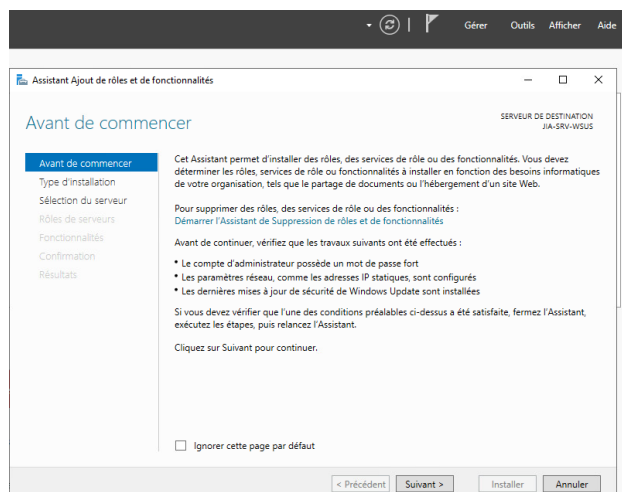 Gérer Outils Afficher Aide
Assistant Ajout de rôles et de fonctionnalités
Avant de commencer
SERVEUR DE DESTINATION
JIA-SRV-WSUS
Avant de commencer
Type d'installation
Sélection du serveur
Rôles de serveurs
Fonctionnalités
Confirmation
Résultats
Cet Assistant permet d'installer des rôles, des services de rôle ou des fonctionnalités. Vous devez
déterminer les rôles, services de rôle ou fonctionnalités à installer en fonction des besoins informatiques
de votre organisation, tels que le partage de documents ou l'hébergement d'un site Web.
Pour supprimer des rôles, des services de rôle ou des fonctionnalités :
Démarrer l'Assistant de Suppression de rôles et de fonctionnalités
Avant de continuer, vérifiez que les travaux suivants ont été effectués :
• Le compte d'administrateur possède un mot de passe fort
• Les paramètres réseau, comme les adresses IP statiques, sont configurés
• Les dernières mises à jour de sécurité de Windows Update sont installées
Si vous devez vérifier que l'une des conditions préalables ci-dessus a été satisfaite, fermez l'Assistant,
exécutez les étapes, puis relancez l'Assistant.
Cliquez sur Suivant pour continuer.
Ignorer cette page par défaut
< Précédent Suivant > Installer Annuler